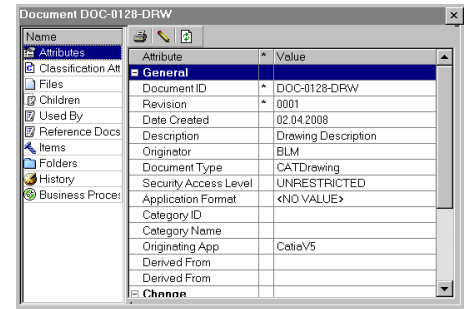 Document DOC-0128-DRW
Name
Attributes
Classification Att
Files
Children
Used By
Reference Docs
Items
Folders
History
Business Proces
Attribute * Value
General
Document ID * DOC-0128-DRW
Revision * 0001
Date Created 02.04.2008
Description Drawing Description
Originator BLM
Document Type CATDrawing
Security Access Level UNRESTRICTED
Application Format <NO VALUE>
Category ID
Category Name
Originating App CatiaV5
Derived From
Derived From
Change